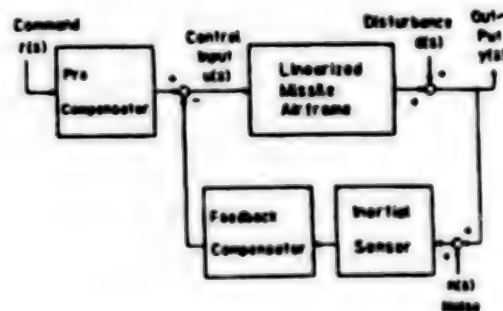 Command
r(s)
Pre
Compensator
Control
Input
u(s)
Linearized
Missile
Airframe
Disturbance
d(s)
Out-
Put
y(s)
Feedback
Compensator
Inertial
Sensor
n(s)
Noise